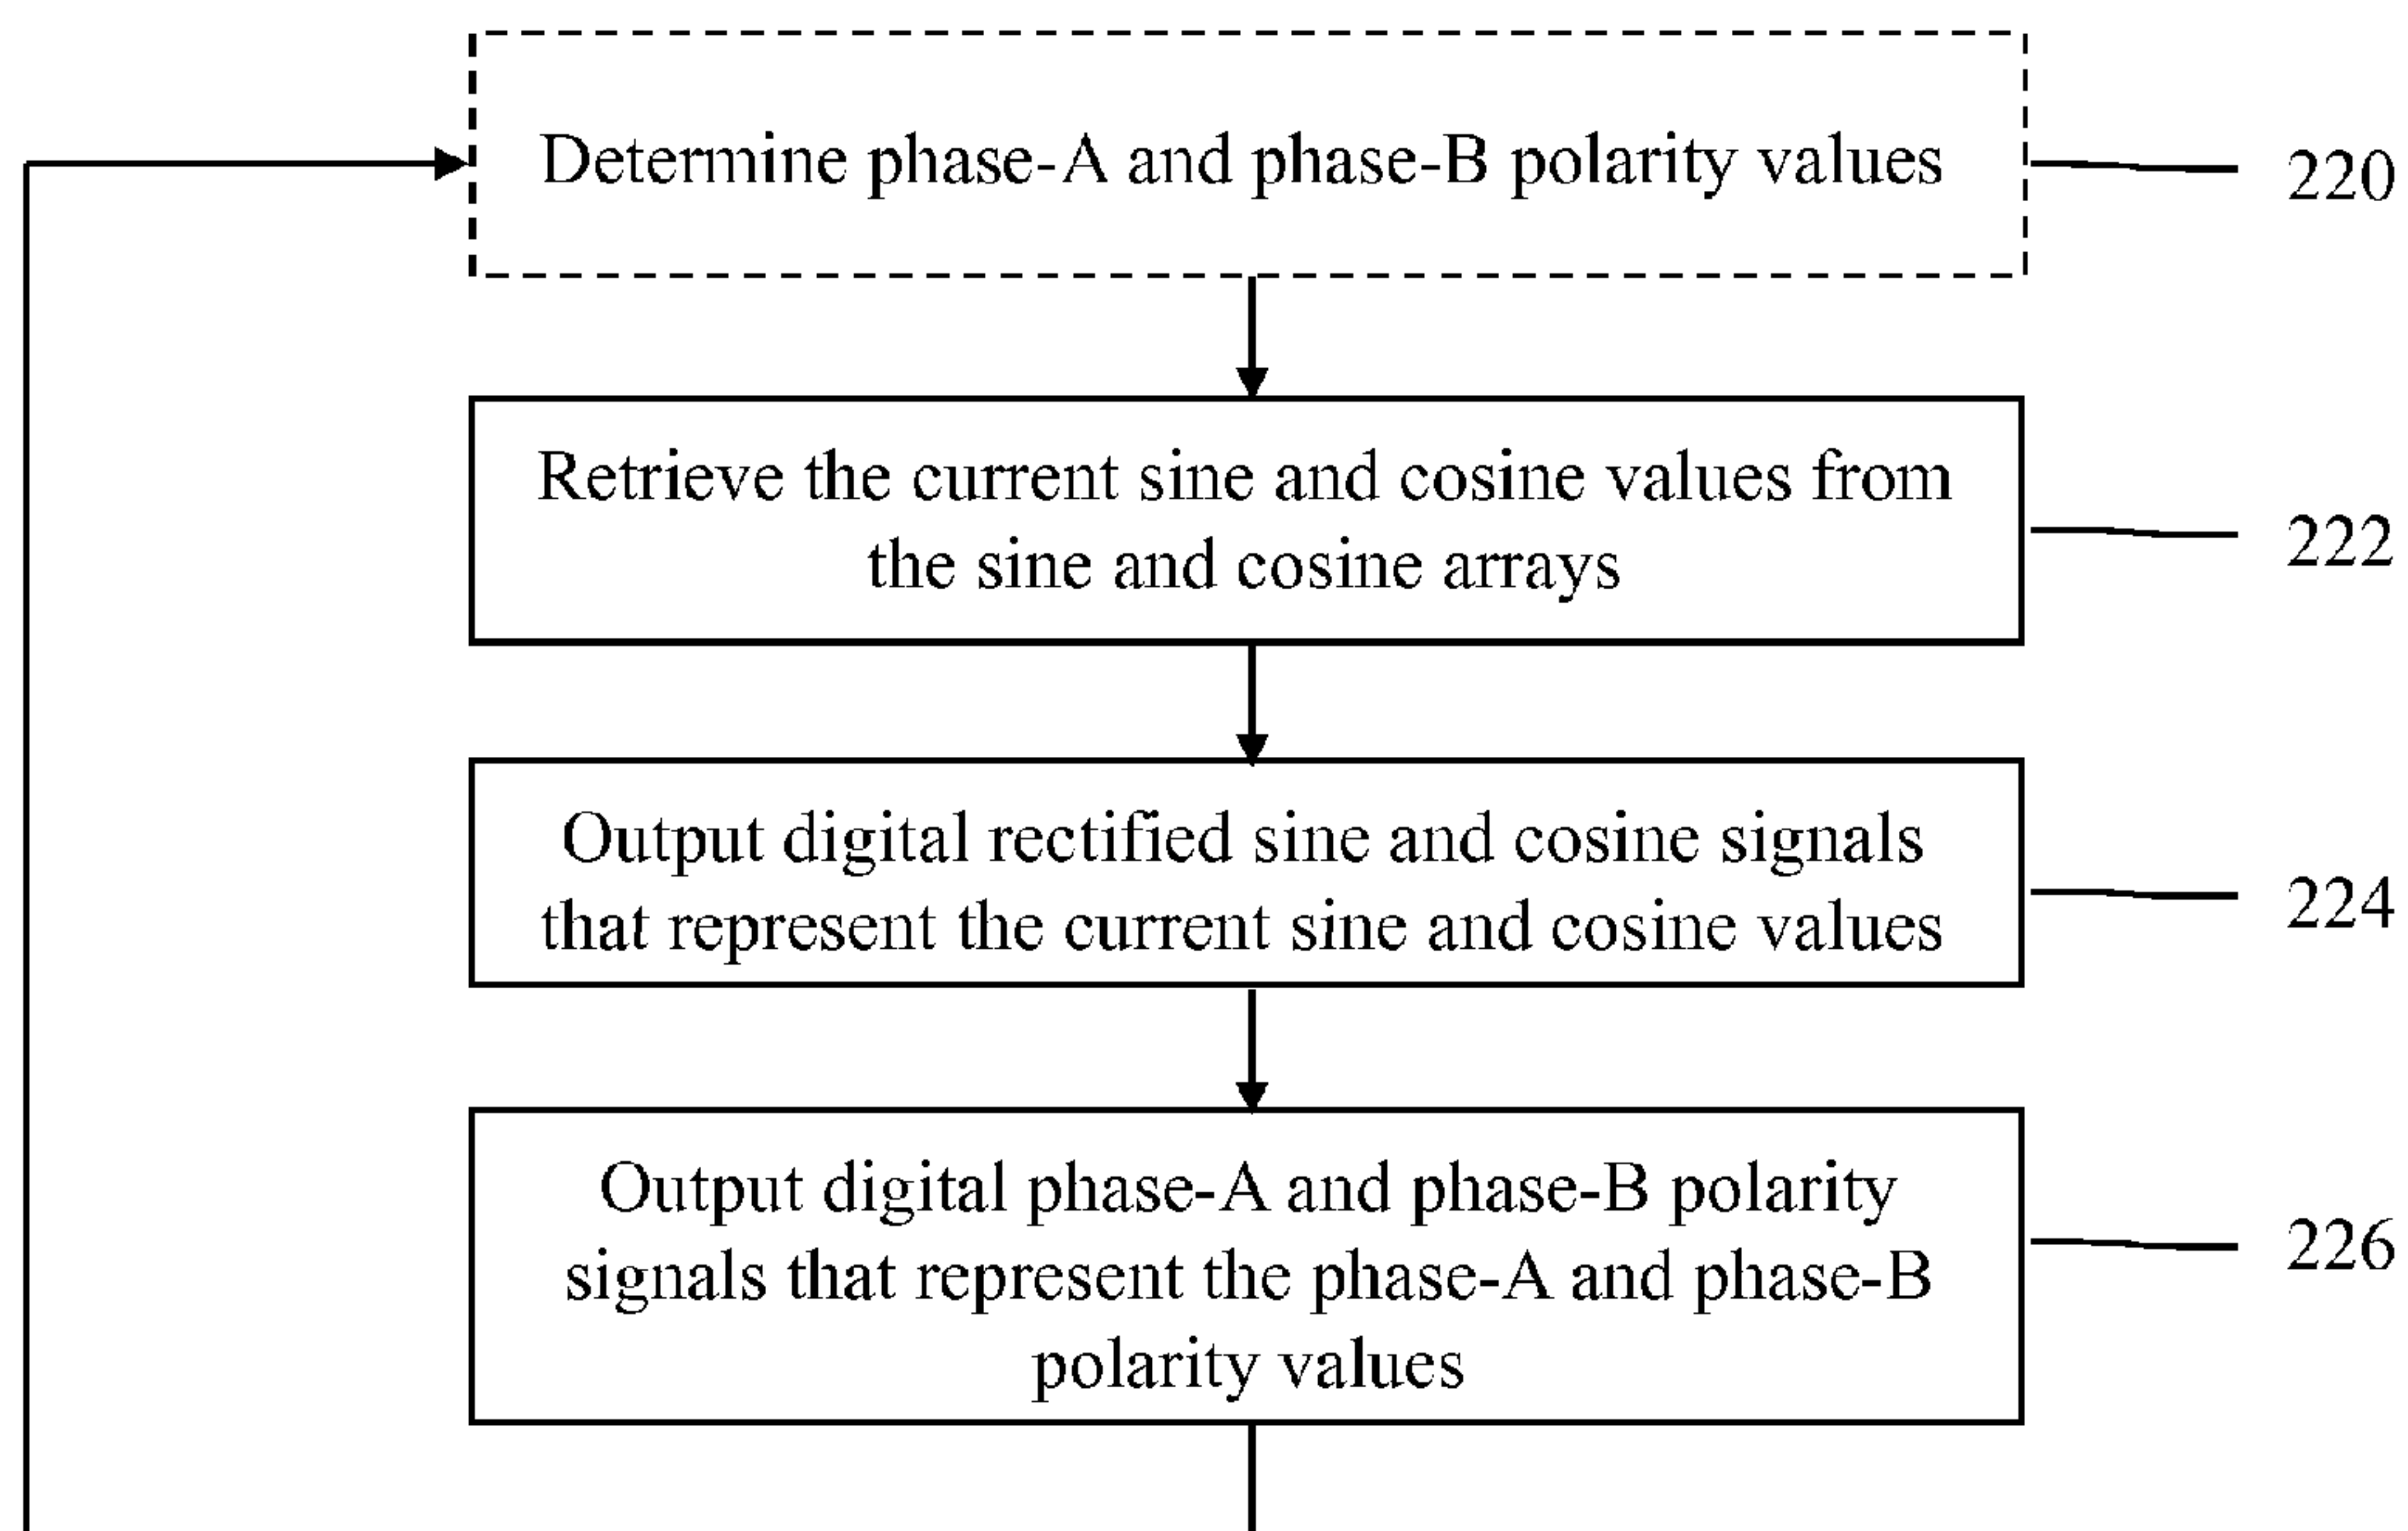 Determine phase-A and phase-B polarity values
220
Retrieve the current sine and cosine values from
the sine and cosine arrays
222
Output digital rectified sine and cosine signals
that represent the current sine and cosine values
224
Output digital phase-A and phase-B polarity
signals that represent the phase-A and phase-B
polarity values
226